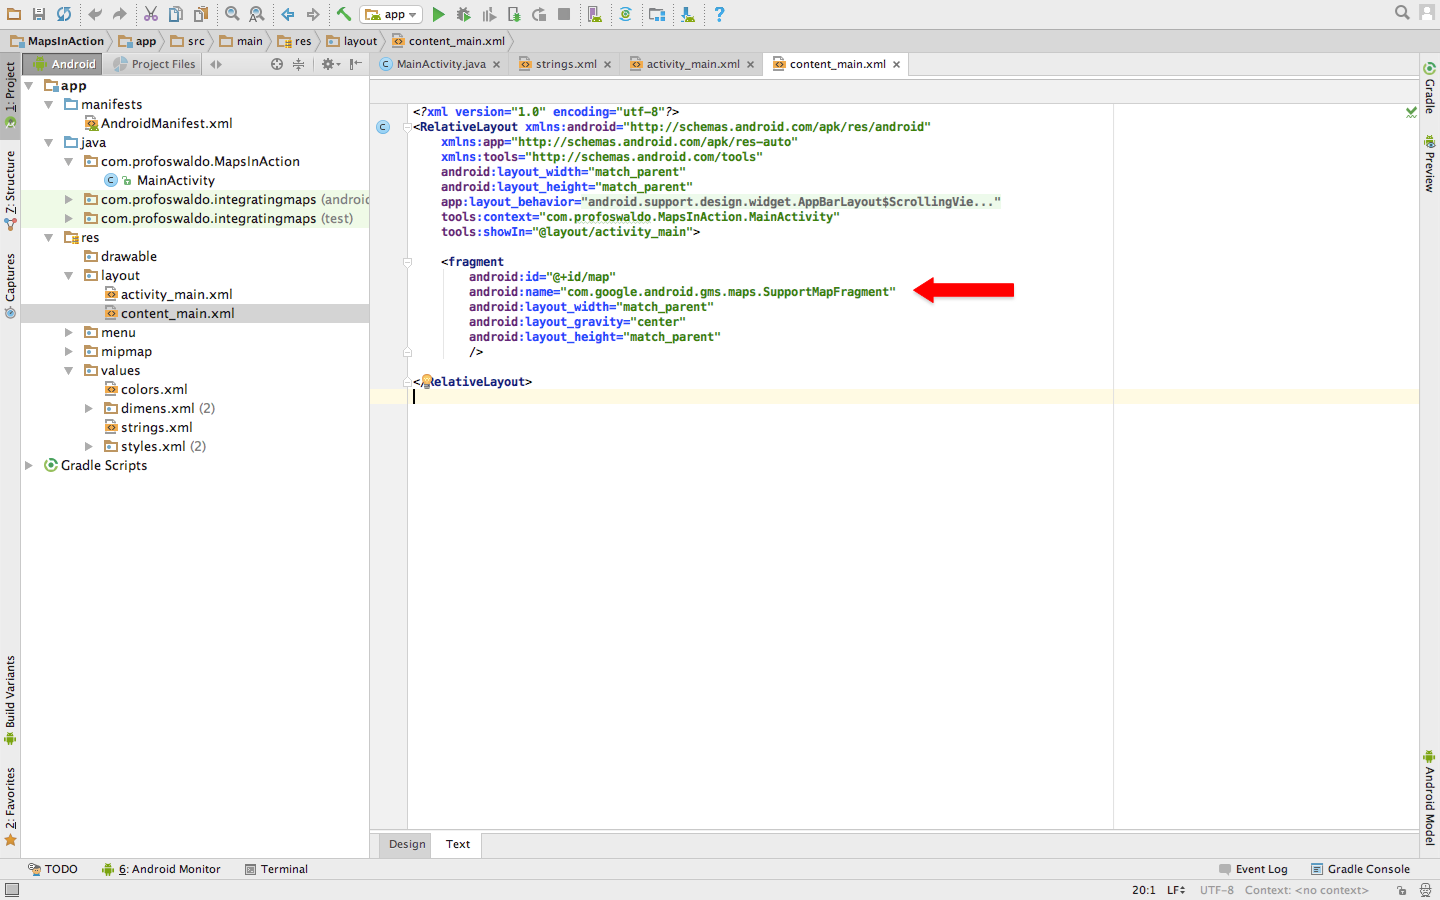 app
MapsInAction app src main res layout content_main.xml
1: Project
Z: Structure
Captures
Build Variants
2: Favorites
Android Project Files
app
manifests
AndroidManifest.xml
java
com.profoswaldo.MapsInAction
MainActivity
com.profoswaldo.integratingmaps (android
com.profoswaldo.integratingmaps (test)
res
drawable
layout
activity_main.xml
content_main.xml
menu
mipmap
values
colors.xml
dimens.xml (2)
strings.xml
styles.xml (2)
Gradle Scripts
MainActivity.java strings.xml activity_main.xml content_main.xml
<?xml version="1.0" encoding="utf-8"?>
<RelativeLayout xmlns:android="http://schemas.android.com/apk/res/android"
xmlns:app="http://schemas.android.com/apk/res-auto"
xmlns:tools="http://schemas.android.com/tools"
android:layout_width="match_parent"
android:layout_height="match_parent"
app:layout_behavior="android.support.design.widget.AppBarLayout$ScrollingVie..."
tools:context="com.profoswaldo.MapsInAction.MainActivity"
tools:showIn="@layout/activity_main">
<fragment
android:id="@+id/map"
android:name="com.google.android.gms.maps.SupportMapFragment"
android:layout_width="match_parent"
android:layout_gravity="center"
android:layout_height="match_parent"
/>
</RelativeLayout>
Design Text
Gradle
Preview
Android Model
TODO 6: Android Monitor Terminal Event Log Gradle Console
20:1 LF UTF-8 Context: <no context>